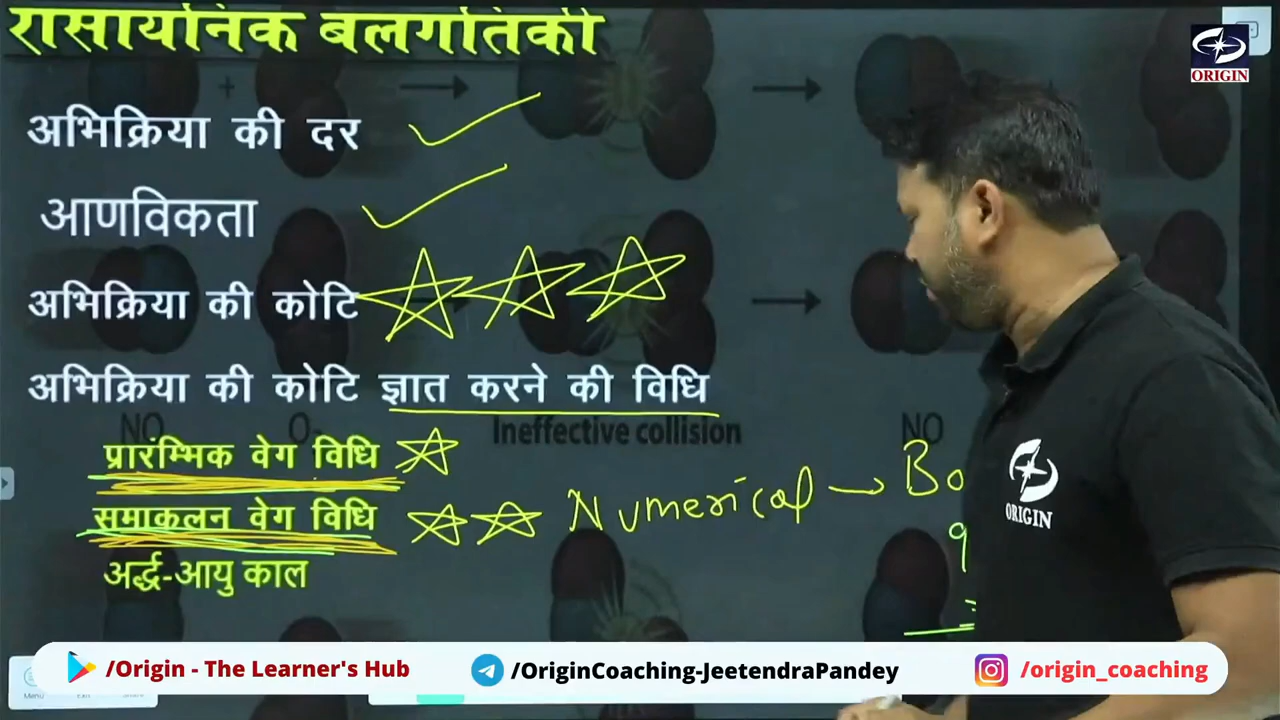 रासायनिक बलगतिकी
ORIGIN
अभिक्रिया की दर
आणविकता
अभिक्रिया की कोटि
अभिक्रिया की कोटि ज्ञात करने की विधि
NO
Ineffective collision
NO
प्रारंम्भिक वेग विधि
समाकलन वेग विधि
Numerical → Bo
ORIGIN
अर्द्ध-आयु काल
/Origin - The Learner's Hub
/OriginCoaching-JeetendraPandey
/origin_coaching